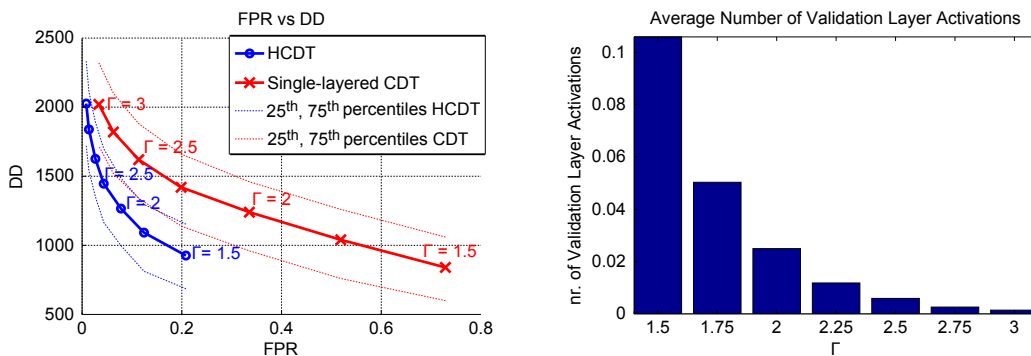 FPR vs DD
2500
2000
1500
1000
500
DD
0
0.2
0.4
0.6
0.8
FPR
HCDT
Single-layered CDT
25th, 75th percentiles HCDT
25th, 75th percentiles CDT
Γ = 3
Γ = 2.5
Γ = 2
Γ = 1.5
Γ = 2.5
Γ = 2
Γ = 1.5
Average Number of Validation Layer Activations
0.1
0.08
0.06
0.04
0.02
0
nr. of Validation Layer Activations
1.5
1.75
2
2.25
2.5
2.75
3
Γ